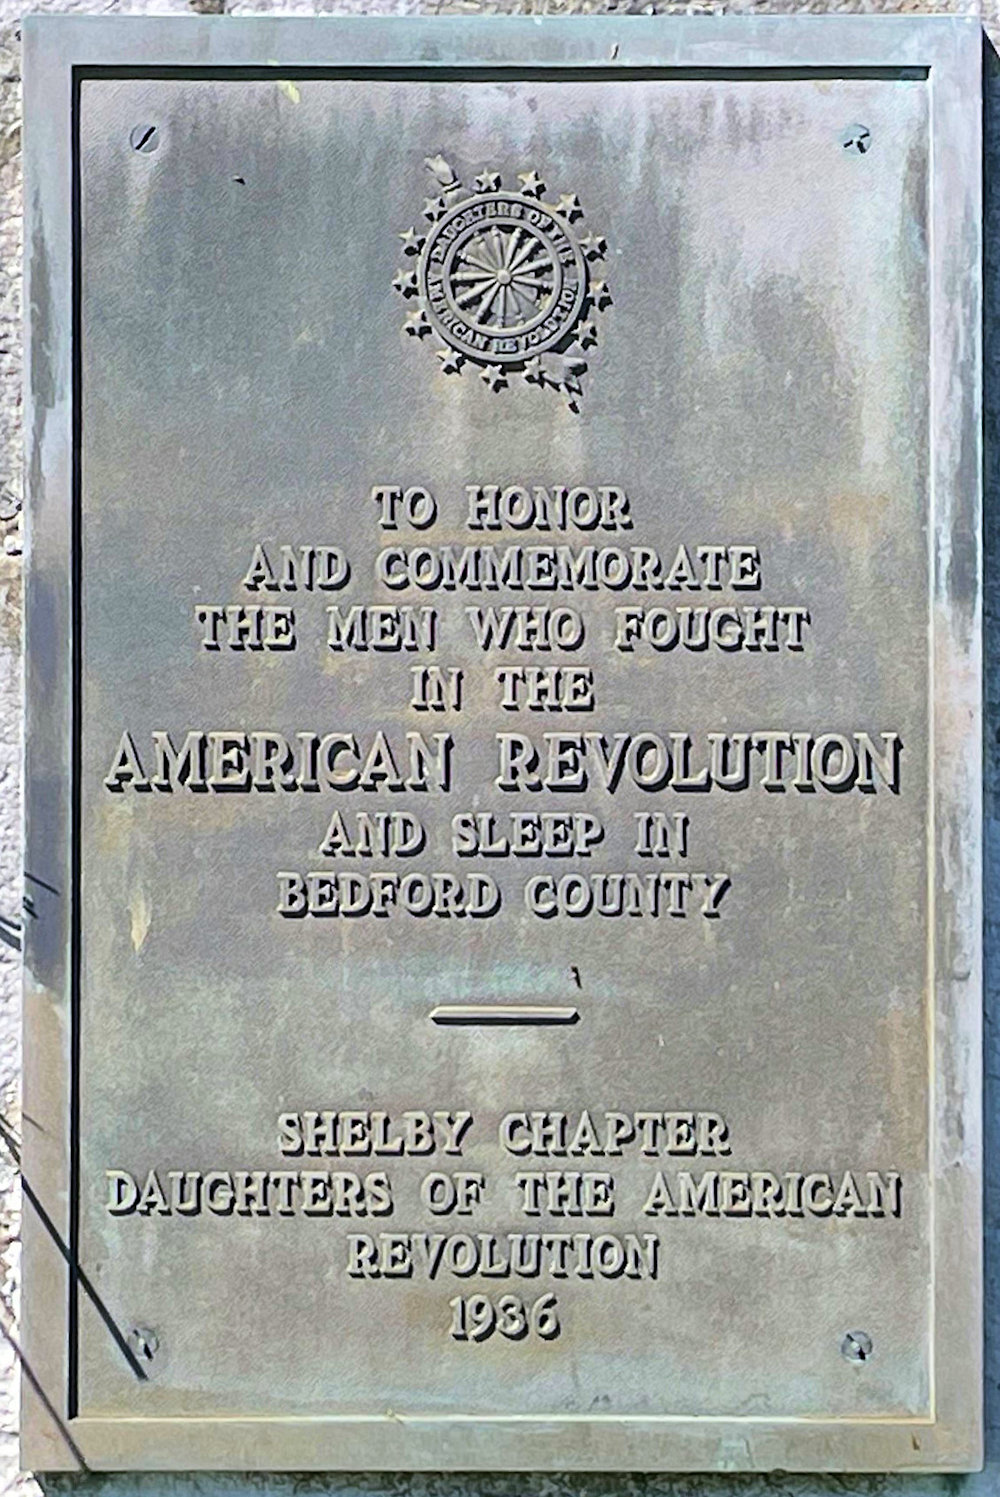 DAUGHTERS OF THE AMERICAN REVOLUTION
TO HONOR
AND COMMEMORATE
THE MEN WHO FOUGHT
IN THE
AMERICAN REVOLUTION
AND SLEEP IN
BEDFORD COUNTY
SHELBY CHAPTER
DAUGHTERS OF THE AMERICAN
REVOLUTION
1936